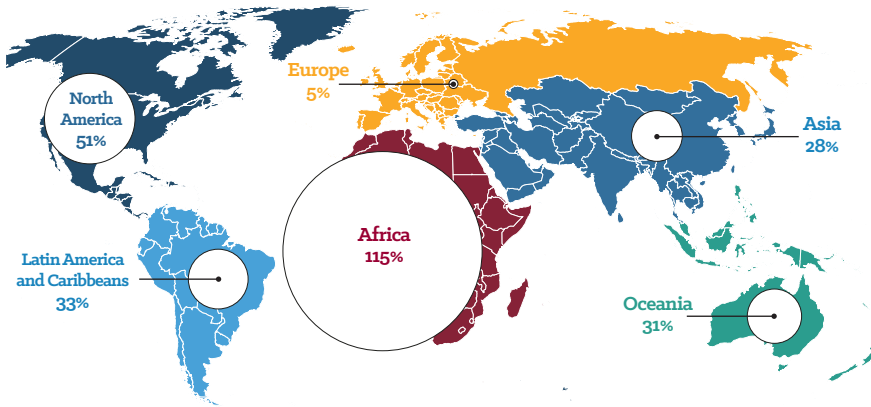 Europe
5%
North
America
51%
Asia
28%
Africa
115%
Latin America
and Caribbeans
33%
Oceania
31%